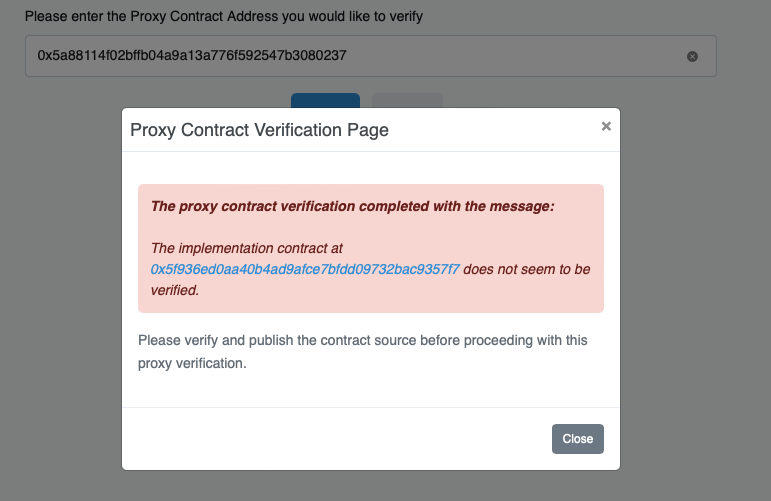 Please enter the Proxy Contract Address you would like to verify
0x5a88114f02bffb04a9a13a776f592547b3080237
Proxy Contract Verification Page
×
The proxy contract verification completed with the message:
The implementation contract at
0x5f936ed0aa40b4ad9afce7bfdd09732bac9357f7 does not seem to be
verified.
Please verify and publish the contract source before proceeding with this
proxy verification.
Close